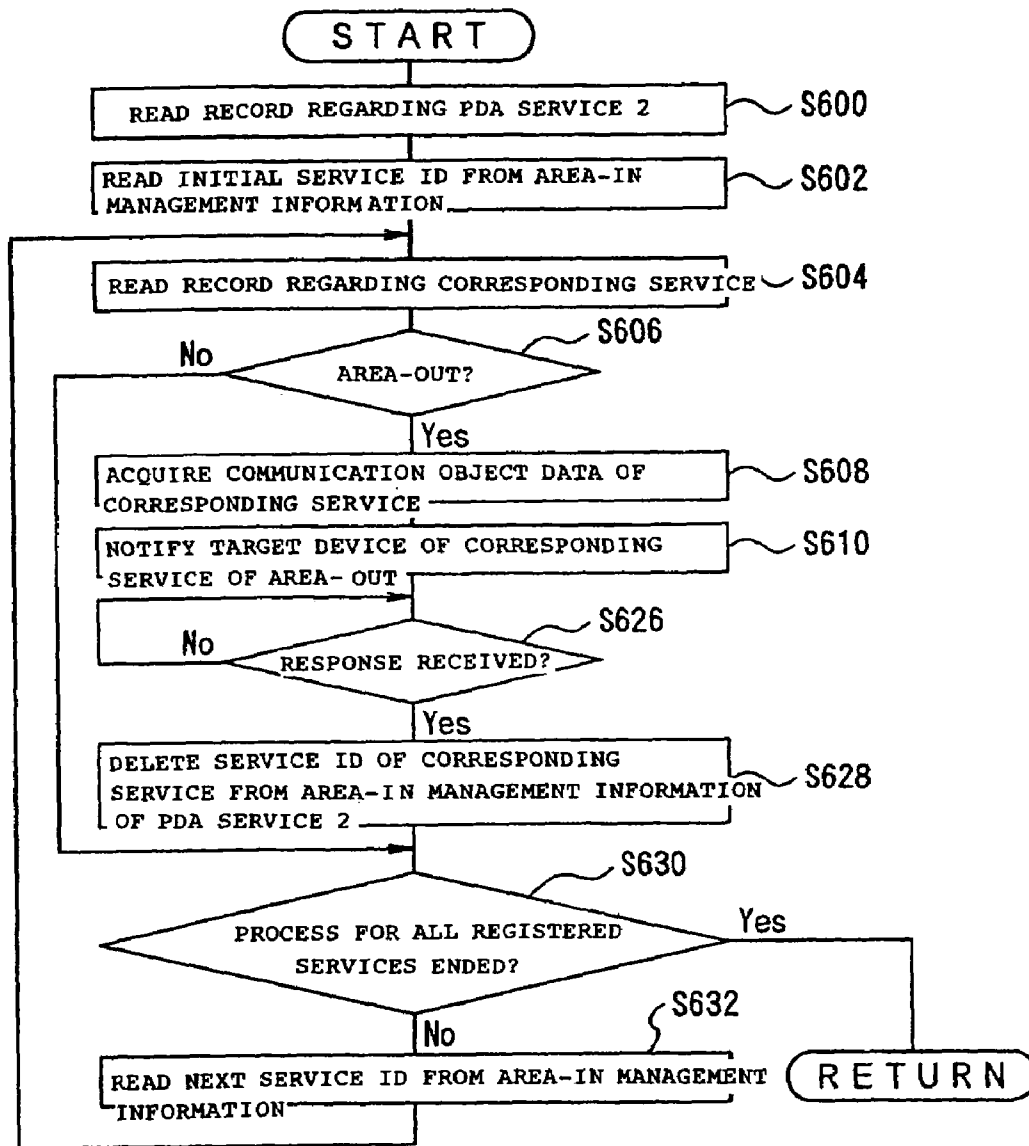 START
READ RECORD REGARDING PDA SERVICE 2
S600
READ INITIAL SERVICE ID FROM AREA-IN
MANAGEMENT INFORMATION
S602
READ RECORD REGARDING CORRESPONDING SERVICE
S604
S606
No
AREA-OUT?
Yes
ACQUIRE COMMUNICATION OBJECT DATA OF
CORRESPONDING SERVICE
S608
NOTIFY TARGET DEVICE OF CORRESPONDING
SERVICE OF AREA-OUT
S610
S626
No
RESPONSE RECEIVED?
Yes
DELETE SERVICE ID OF CORRESPONDING
SERVICE FROM AREA-IN MANAGEMENT INFORMATION
OF PDA SERVICE 2
S628
S630
PROCESS FOR ALL REGISTERED
SERVICES ENDED?
Yes
No
S632
READ NEXT SERVICE ID FROM AREA-IN MANAGEMENT
INFORMATION
RETURN